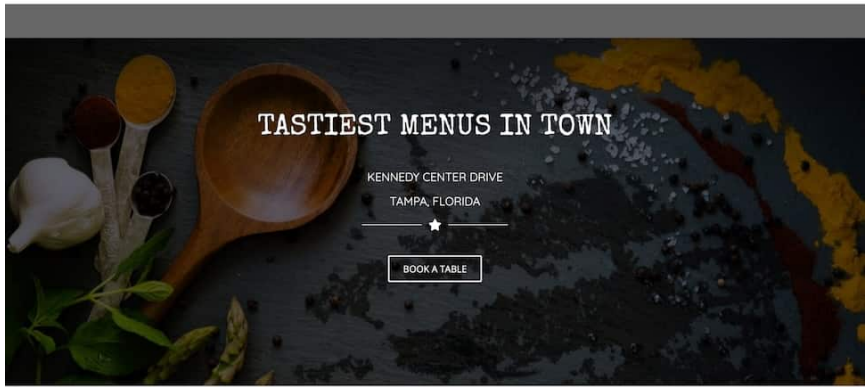 TASTIEST MENUS IN TOWN
KENNEDY CENTER DRIVE
TAMPA, FLORIDA
BOOK A TABLE